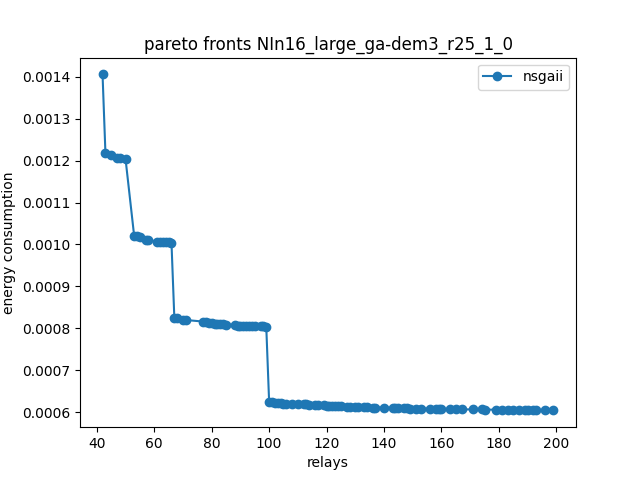 pareto fronts NIn16_large_ga-dem3_r25_1_0
nsgaii
0.0014
0.0013
0.0012
0.0011
0.0010
0.0009
0.0008
0.0007
0.0006
energy consumption
40 60 80 100 120 140 160 180 200
relays